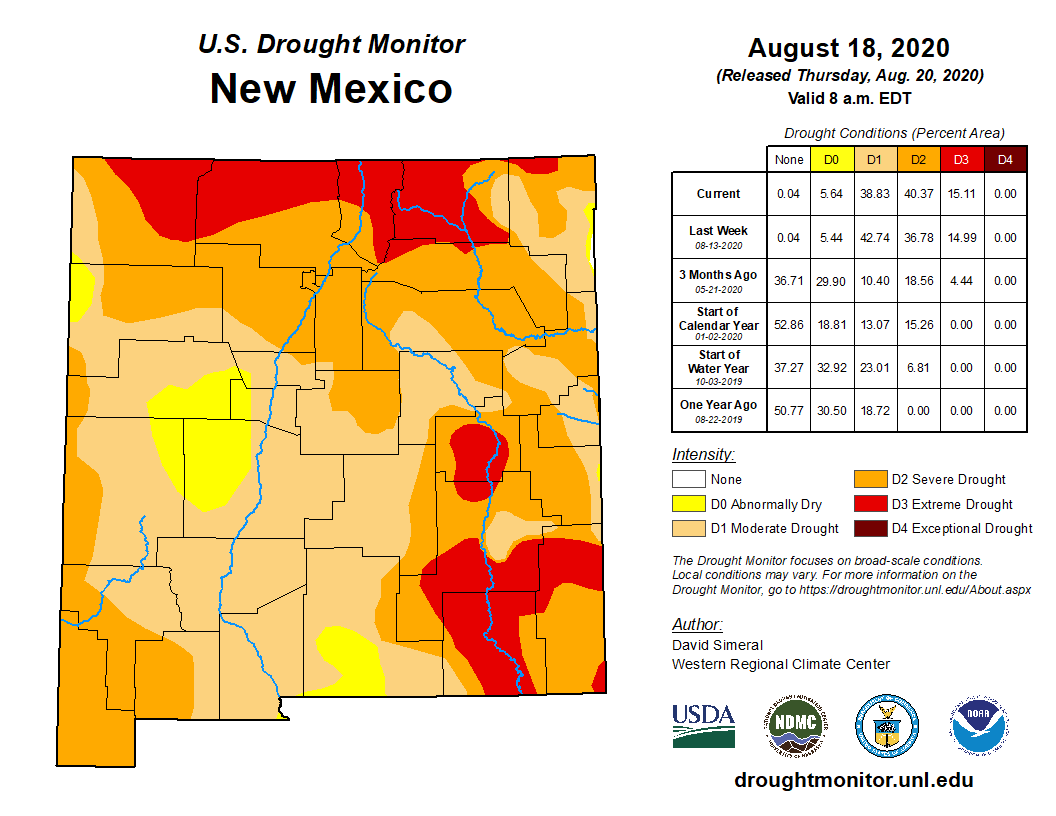 U.S. Drought Monitor
New Mexico
August 18, 2020
(Released Thursday, Aug. 20, 2020)
Valid 8 a.m. EDT
Drought Conditions (Percent Area)
None D0 D1 D2 D3 D4
Current 0.04 5.64 38.83 40.37 15.11 0.00
Last Week 0.04 5.44 42.74 36.78 14.99 0.00
08-13-2020
3 Months Ago 36.71 29.90 10.40 18.56 4.44 0.00
05-21-2020
Start of
Calendar Year 52.86 18.81 13.07 15.26 0.00 0.00
01-02-2020
Start of
Water Year 37.27 32.92 23.01 6.81 0.00 0.00
10-03-2019
One Year Ago 50.77 30.50 18.72 0.00 0.00 0.00
08-22-2019
Intensity:
None
D0 Abnormally Dry
D1 Moderate Drought
D2 Severe Drought
D3 Extreme Drought
D4 Exceptional Drought
The Drought Monitor focuses on broad-scale conditions.
Local conditions may vary. For more information on the
Drought Monitor, go to https://droughtmonitor.unl.edu/About.aspx
Author:
David Simeral
Western Regional Climate Center
USDA
NDMC
NOAA
droughtmonitor.unl.edu